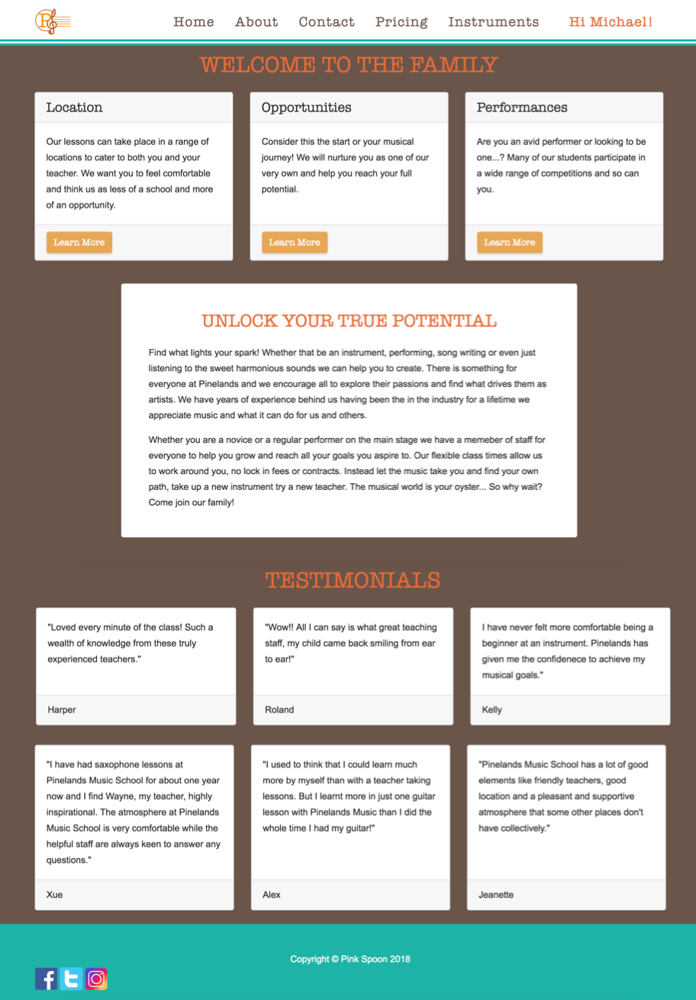 Home About Contact Pricing Instruments Hi Michael!
WELCOME TO THE FAMILY
Location
Our lessons can take place in a range of
locations to cater to both you and your
teacher. We want you to feel comfortable
and think us as less of a school and more
of an opportunity.
Learn More
Opportunities
Consider this the start or your musical
journey! We will nurture you as one of our
very own and help you reach your full
potential.
Learn More
Performances
Are you an avid performer or looking to be
one...? Many of our students participate in
a wide range of competitions and so can
you.
Learn More
UNLOCK YOUR TRUE POTENTIAL
Find what lights your spark! Whether that be an instrument, performing, song writing or even just
listening to the sweet harmonious sounds we can help you to create. There is something for
everyone at Pinelands and we encourage all to explore their passions and find what drives them as
artists. We have years of experience behind us having been the in the industry for a lifetime we
appreciate music and what it can do for us and others.
Whether you are a novice or a regular performer on the main stage we have a memeber of staff for
everyone to help you grow and reach all your goals you aspire to. Our flexible class times allow us
to work around you, no lock in fees or contracts. Instead let the music take you and find your own
path, take up a new instrument try a new teacher. The musical world is your oyster... So why wait?
Come join our family!
TESTIMONIALS
"Loved every minute of the class! Such a
wealth of knowledge from these truly
experienced teachers."
Harper
"Wow!! All I can say is what great teaching
staff, my child came back smiling from ear
to ear!"
Roland
I have never felt more comfortable being a
beginner at an instrument. Pinelands has
given me the confidenece to achieve my
musical goals."
Kelly
"I have had saxophone lessons at
Pinelands Music School for about one year
now and I find Wayne, my teacher, highly
inspirational. The atmosphere at Pinelands
Music School is very comfortable while the
helpful staff are always keen to answer any
questions."
Xue
"I used to think that I could learn much
more by myself than with a teacher taking
lessons. But I learnt more in just one guitar
lesson with Pinelands Music than I did the
whole time I had my guitar!"
Alex
"Pinelands Music School has a lot of good
elements like friendly teachers, good
location and a pleasant and supportive
atmosphere that some other places don't
have collectively."
Jeanette
Copyright © Pink Spoon 2018